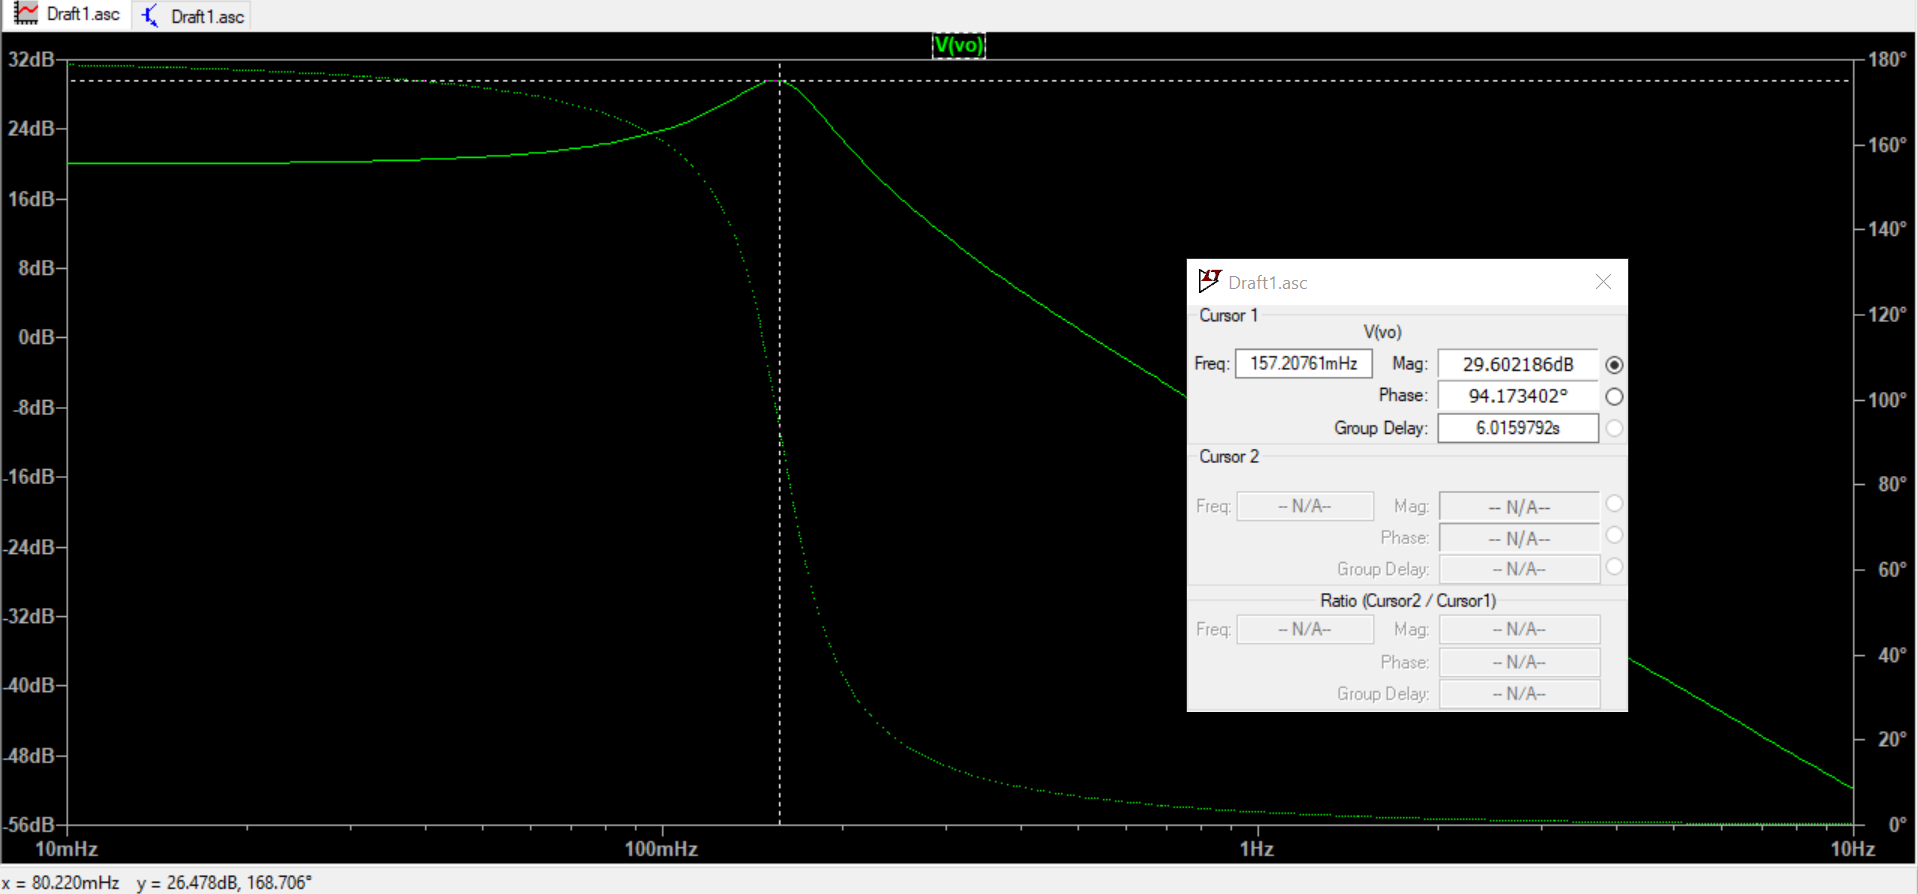 Draft1.asc Draft1.asc
V(vo)
32dB 180°
24dB 160°
16dB 140°
8dB 120°
0dB 100°
-8dB 80°
-16dB 60°
-24dB 40°
-32dB 20°
-40dB 0°
-48dB
-56dB
10mHz 100mHz 1Hz 10Hz
Draft1.asc
Cursor 1
V(vo)
Freq: 157.20761mHz Mag: 29.602186dB
Phase: 94.173402°
Group Delay: 6.0159792s
Cursor 2
Freq: -- N/A-- Mag: -- N/A--
Phase: -- N/A--
Group Delay: -- N/A--
Ratio (Cursor2 / Cursor1)
Freq: -- N/A-- Mag: -- N/A--
Phase: -- N/A--
Group Delay: -- N/A--
x = 80.220mHz y = 26.478dB, 168.706°